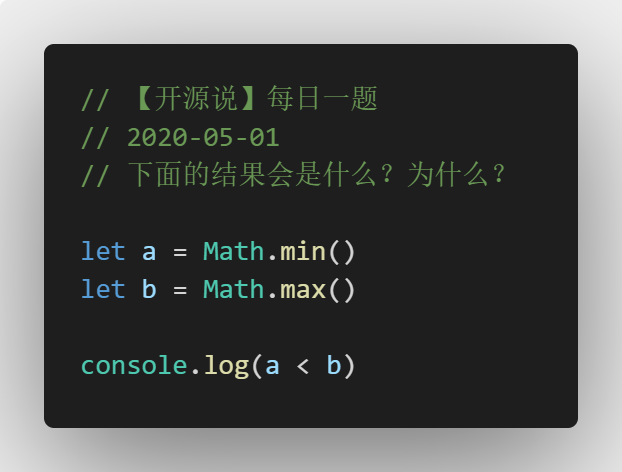 // 【开源说】每日一题
// 2020-05-01
// 下面的结果会是什么？为什么？
let a = Math.min()
let b = Math.max()
console.log(a < b)